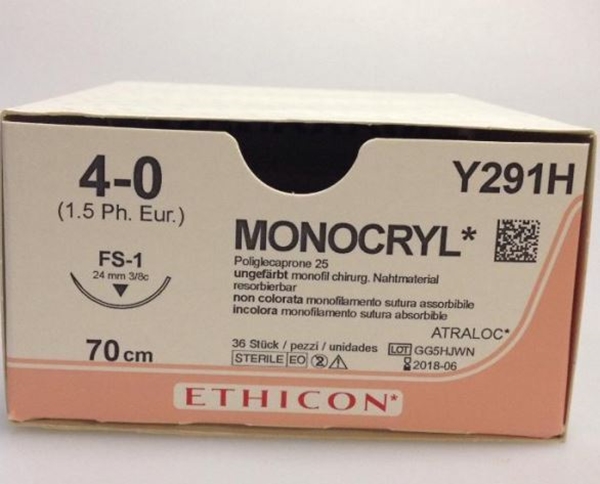 4-0
(1.5 Ph. Eur.)
FS-1
24 mm 3/8c
70 cm
Y291H
MONOCRYL*
Poliglecaprone 25
ungefärbt monofil chirurg. Nahtmaterial
resorbierbar
non colorata monofilamento sutura assorbibile
incolora monofilamento sutura absorbible
ATRALOC*
36 Stück / pezzi / unidades
LOT GG5HJWN
STERILE EO 2
2018-06
ETHICON*